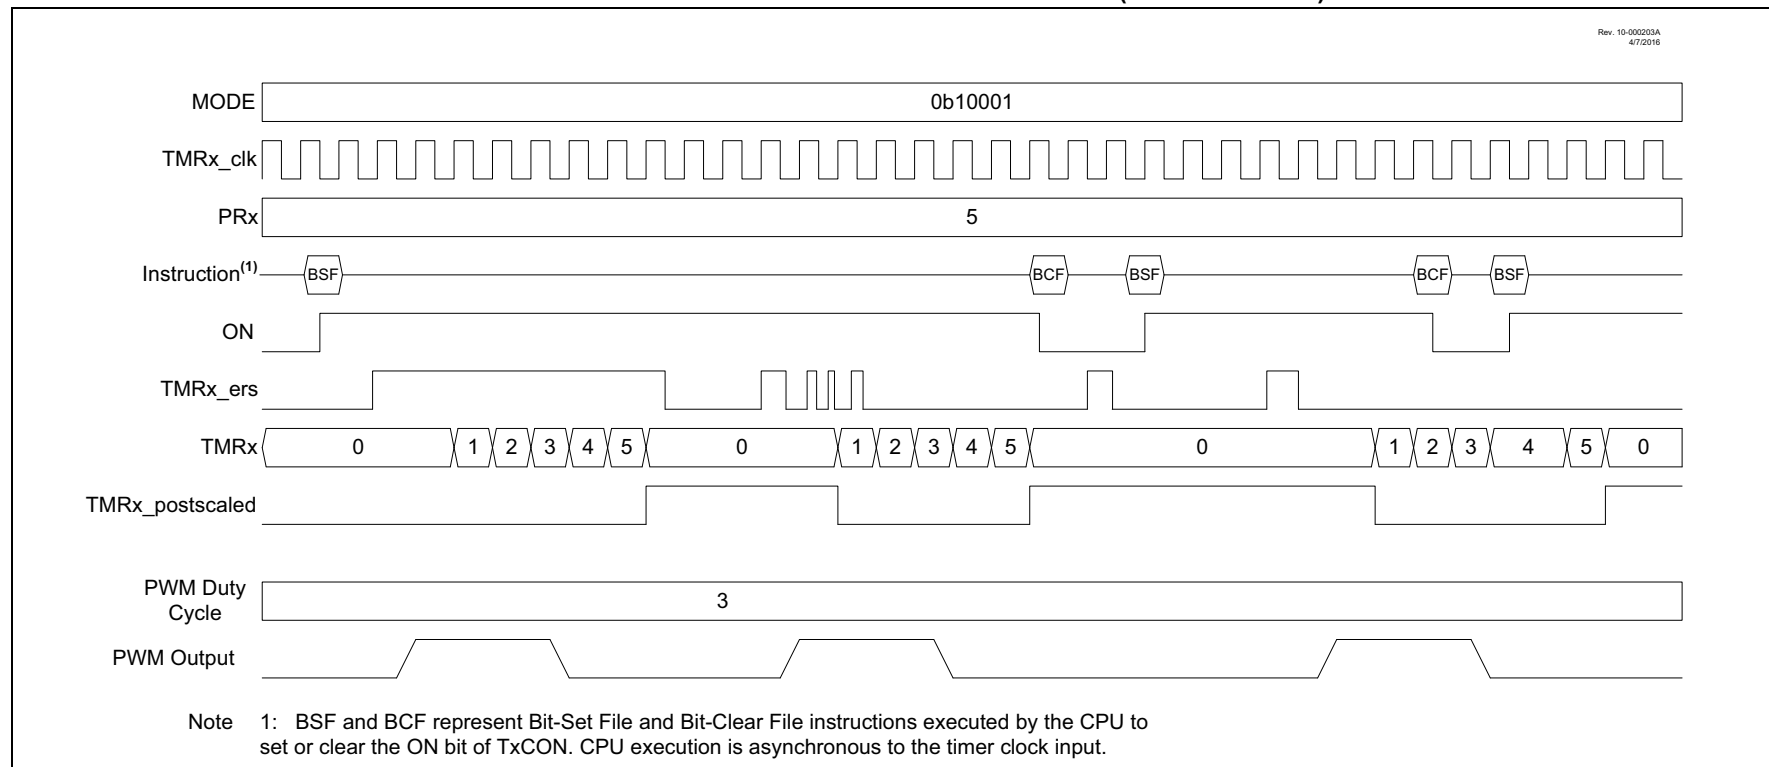 Rev. 10-000203A
4/7/2016
MODE 0b10001
TMRx_clk
PRx 5
Instruction(1) BSF BCF BSF BCF BSF
ON
TMRx_ers
TMRx 0 1 2 3 4 5 0 1 2 3 4 5 0 1 2 3 4 5 0
TMRx_postscaled
PWM Duty
Cycle 3
PWM Output
Note 1: BSF and BCF represent Bit-Set File and Bit-Clear File instructions executed by the CPU to
set or clear the ON bit of TxCON. CPU execution is asynchronous to the timer clock input.